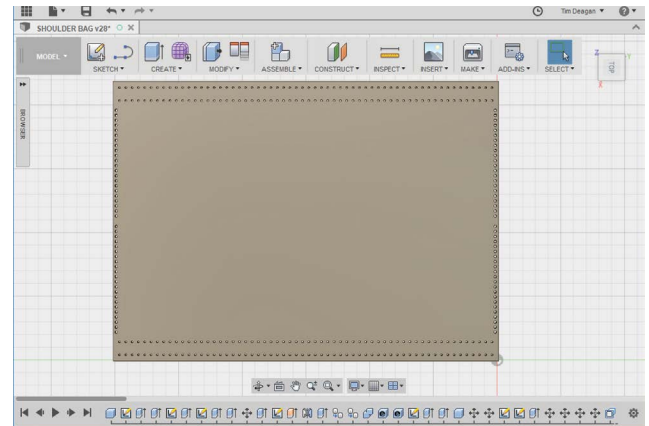 Tim Deagan
SHOULDER BAG v28*
MODEL
SKETCH
CREATE
MODIFY
ASSEMBLE
CONSTRUCT
INSPECT
INSERT
MAKE
ADD-INS
SELECT
Z
TOP
X
BROWSER